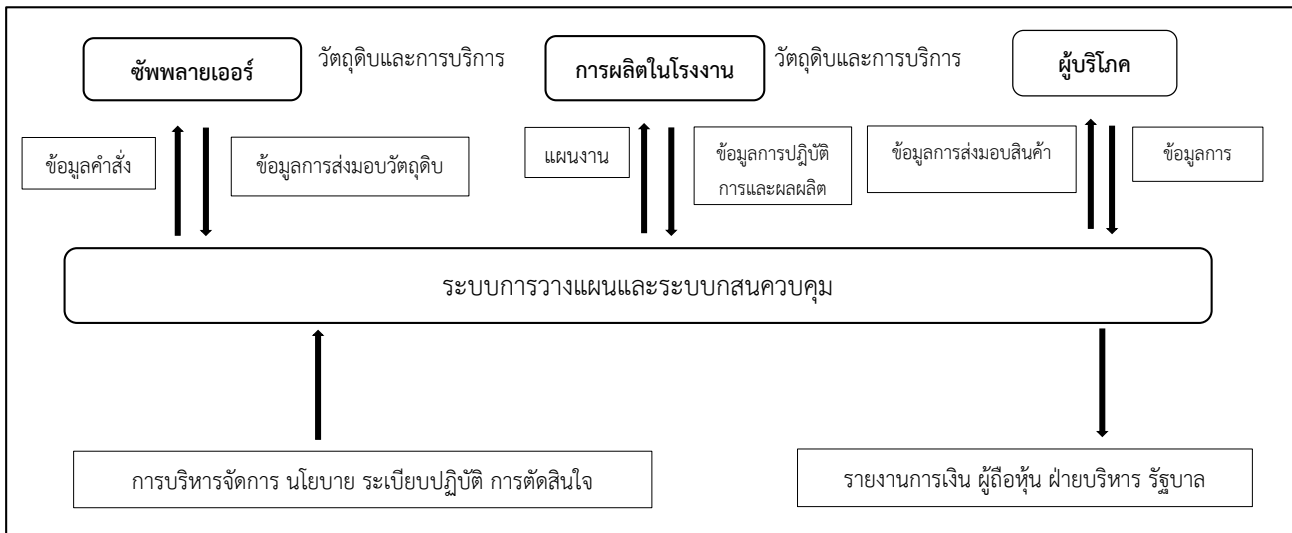 ซัพพลายเออร์
วัตถุดิบและการบริการ
การผลิตในโรงงาน
วัตถุดิบและการบริการ
ผู้บริโภค
ข้อมูลคำสั่ง
ข้อมูลการส่งมอบวัตถุดิบ
แผนงาน
ข้อมูลการปฎิบัติ
การและผลผลิต
ข้อมูลการส่งมอบสินค้า
ข้อมูลการ
ระบบการวางแผนและระบบกสนควบคุม
การบริหารจัดการ นโยบาย ระเบียบปฏิบัติ การตัดสินใจ
รายงานการเงิน ผู้ถือหุ้น ฝ่ายบริหาร รัฐบาล